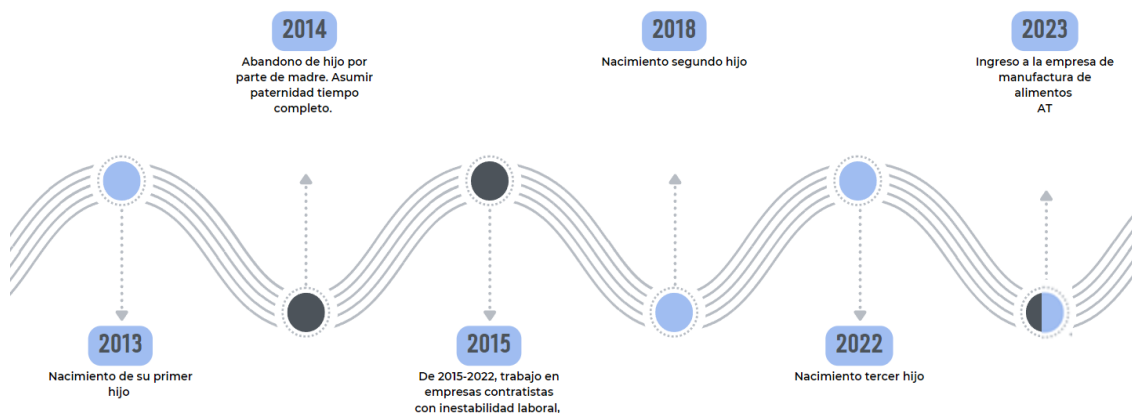 2014
Abandono de hijo por
parte de madre. Asumir
paternidad tiempo
completo.
2018
Nacimiento segundo hijo
2023
Ingreso a la empresa de
manufactura de
alimentos
AT
2013
Nacimiento de su primer
hijo
2015
De 2015-2022, trabajo en
empresas contratistas
con inestabilidad laboral,
2022
Nacimiento tercer hijo